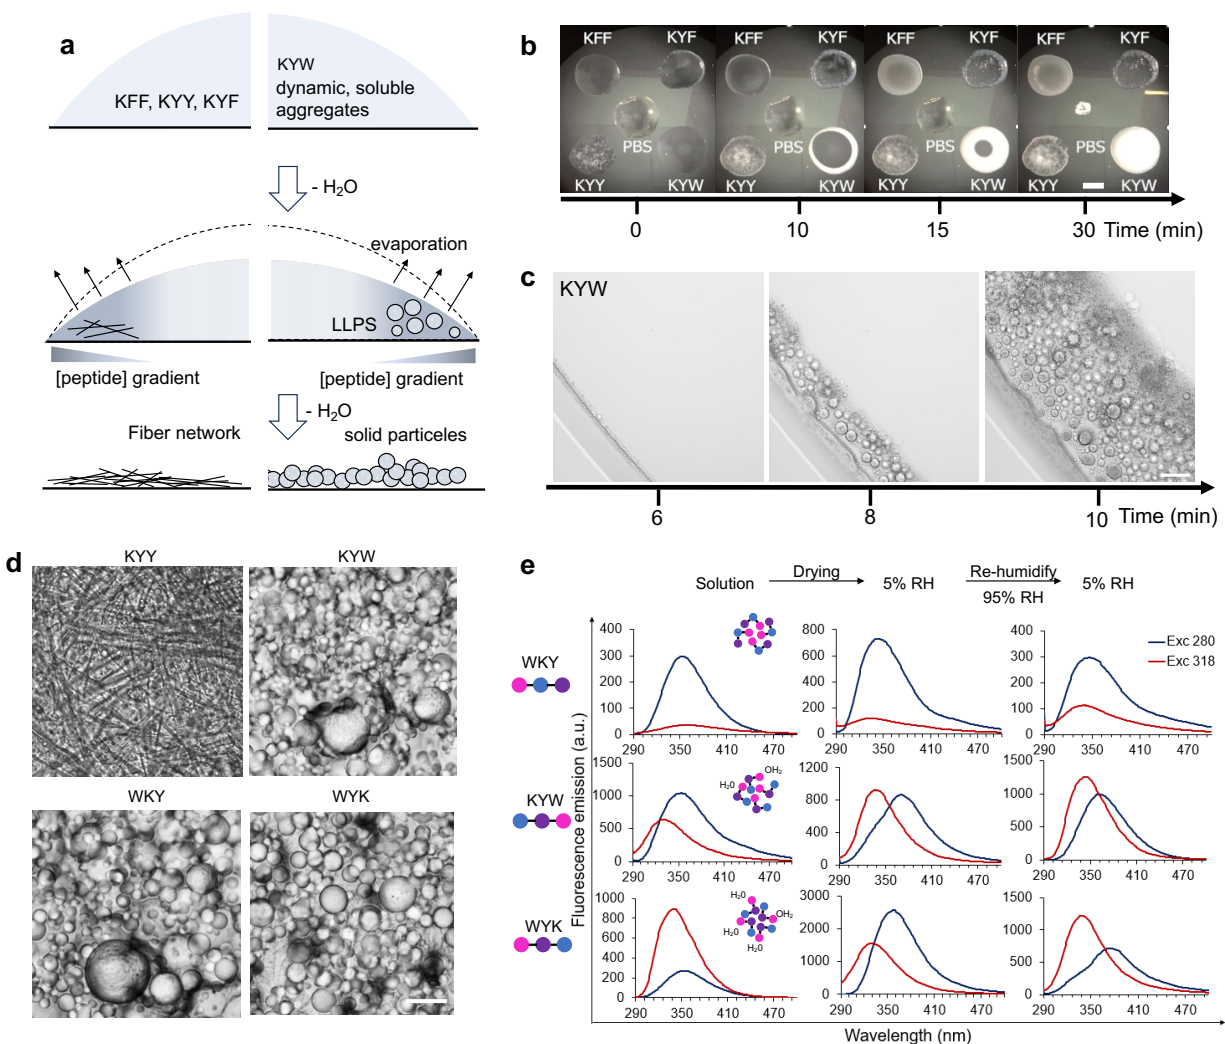 a
KFF, KYY, KYF
KYW
dynamic, soluble
aggregates
- H2O
evaporation
LLPS
[peptide] gradient
[peptide] gradient
- H2O
Fiber network
solid particeles
b
KFF
KYF
PBS
KYY
KYW
KFF
KYF
PBS
KYY
KYW
KFF
KYF
PBS
KYY
KYW
KFF
KYF
PBS
KYY
KYW
0
10
15
30
Time (min)
c
KYW
6
8
10
Time (min)
d
KYY
KYW
WKY
WYK
e
Solution
Drying
5% RH
Re-humidify
95% RH
5% RH
Fluorescence emission (a.u.)
WKY
400
300
200
100
0
290
350
410
470
800
600
400
200
0
290
350
410
470
400
300
200
100
0
290
350
410
470
Exc 280
Exc 318
KYW
1500
1000
500
0
290
350
410
470
OH2
H20
1200
800
400
0
290
350
410
470
1500
1000
500
0
290
350
410
470
WYK
1000
800
600
400
200
0
290
350
410
470
H20
OH2
H20
H20
3000
2000
1000
0
290
350
410
470
1500
1000
500
0
290
350
410
470
Wavelength (nm)